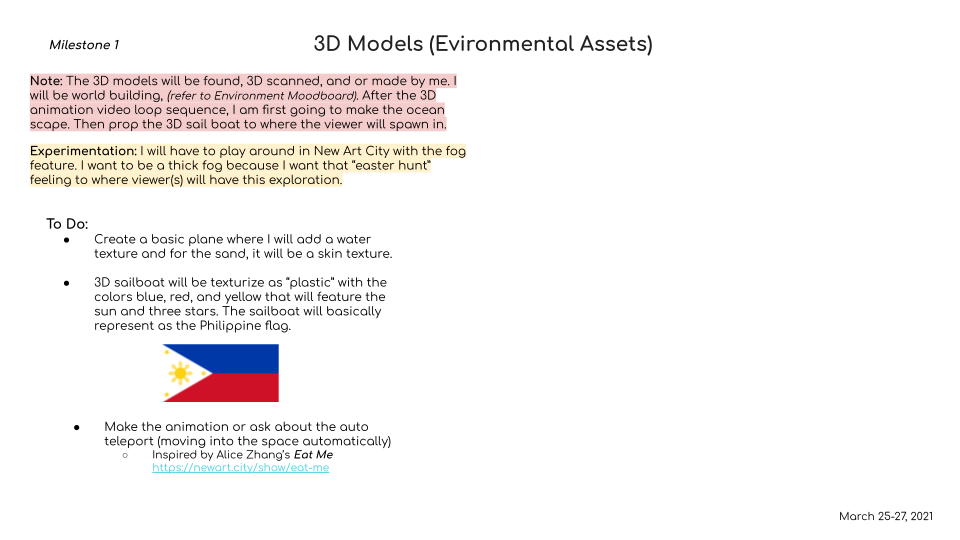 Milestone 1
3D Models (Evironmental Assets)
Note: The 3D models will be found, 3D scanned, and or made by me. I
will be world building, (refer to Environment Moodboard). After the 3D
animation video loop sequence, I am first going to make the ocean
scape. Then prop the 3D sail boat to where the viewer will spawn in.
Experimentation: I will have to play around in New Art City with the fog
feature. I want to be a thick fog because I want that “easter hunt”
feeling to where viewer(s) will have this exploration.
To Do:
● Create a basic plane where I will add a water
texture and for the sand, it will be a skin texture.
● 3D sailboat will be texturize as “plastic” with the
colors blue, red, and yellow that will feature the
sun and three stars. The sailboat will basically
represent as the Philippine flag.
● Make the animation or ask about the auto
teleport (moving into the space automatically)
○ Inspired by Alice Zhang’s Eat Me
https://newart.city/show/eat-me
March 25-27, 2021